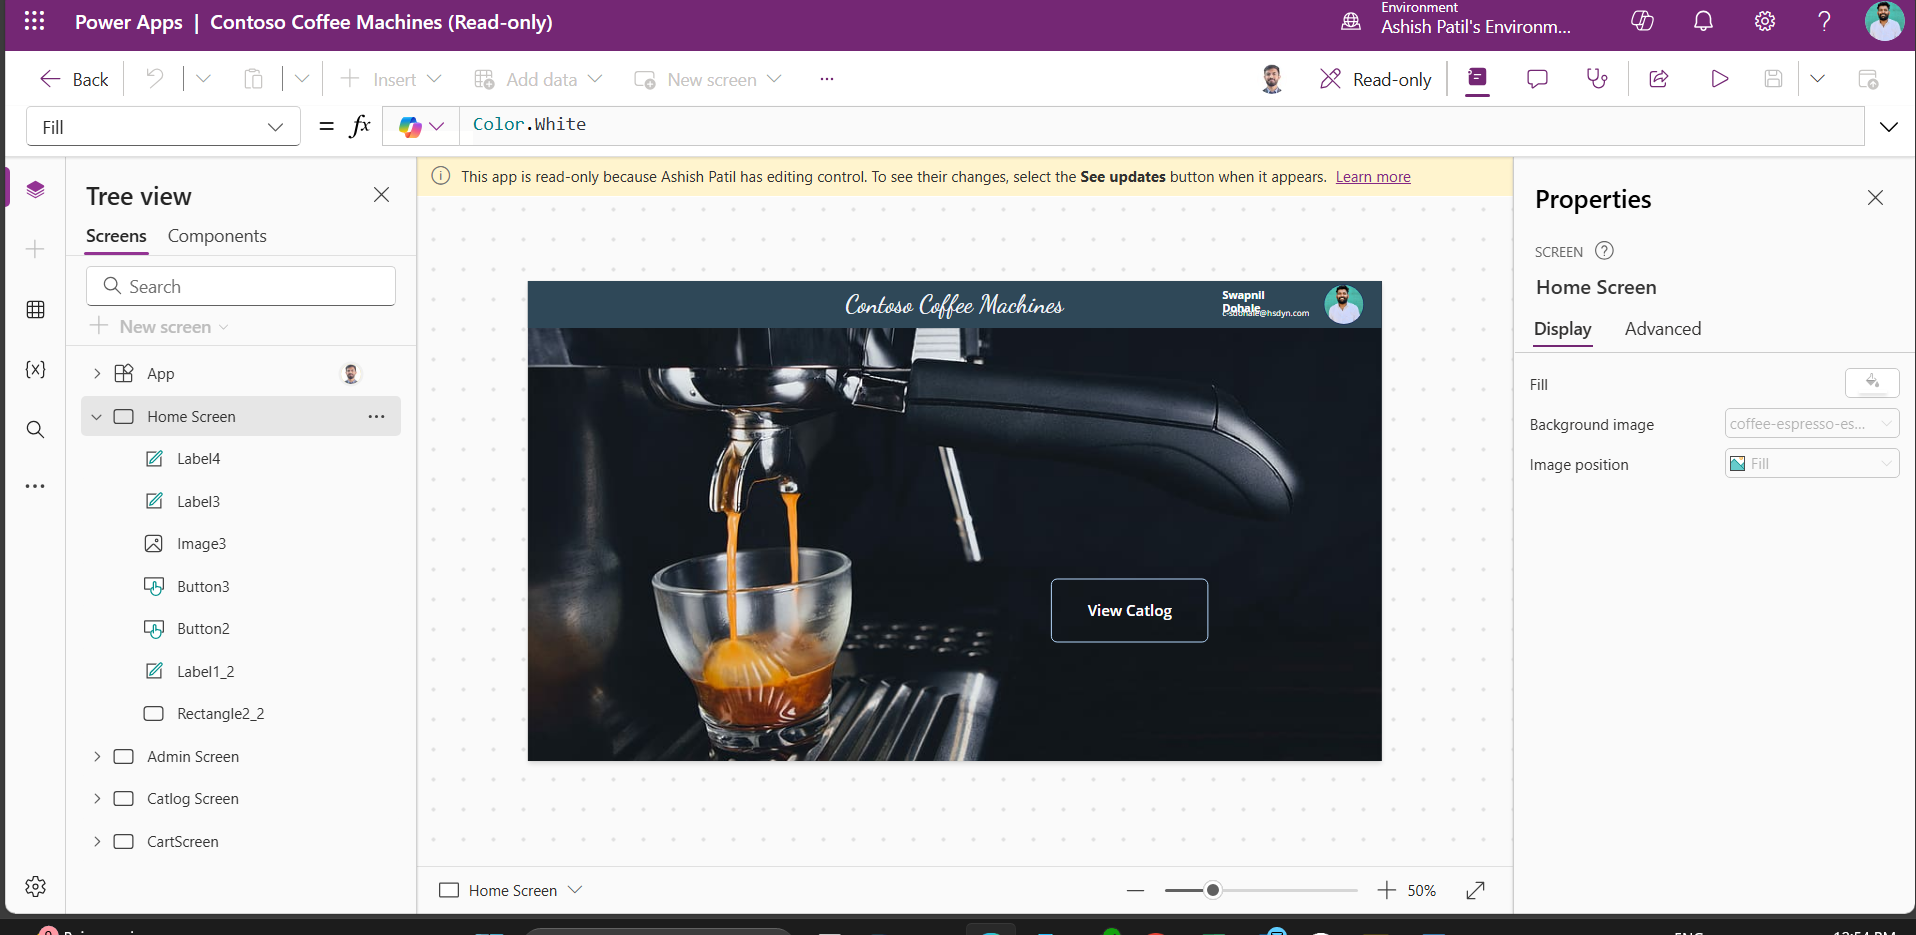 Power Apps | Contoso Coffee Machines (Read-only)
Environment
Ashish Patil's Environm...
Back
Insert
Add data
New screen
...
Read-only
Fill
= fx
Color.White
Tree view
Screens
Components
Search
New screen
App
Home Screen
Label4
Label3
Image3
Button3
Button2
Label1_2
Rectangle2_2
Admin Screen
Catlog Screen
CartScreen
This app is read-only because Ashish Patil has editing control. To see their changes, select the See updates button when it appears. Learn more
Contoso Coffee Machines
Swapnil
Dohale
c-sdohale@hsdyn.com
View Catlog
Home Screen
50%
Properties
SCREEN
Home Screen
Display
Advanced
Fill
Background image
coffee-espresso-es...
Image position
Fill